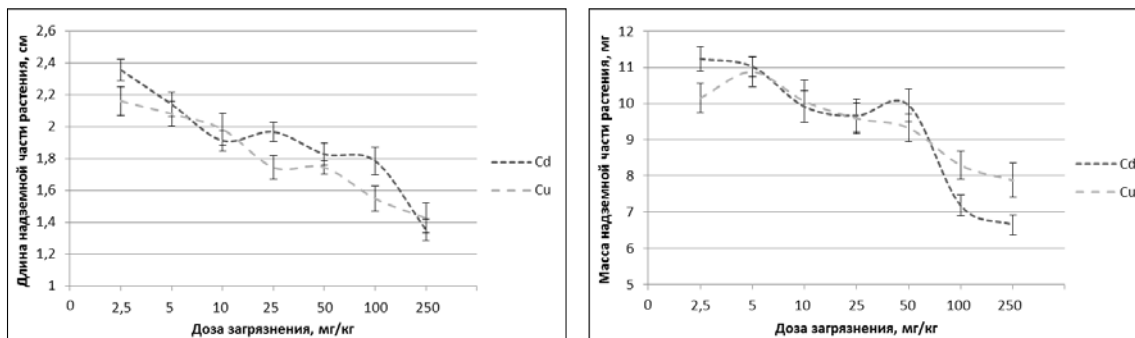 Длина надземной части растения, см
2,6
2,4
2,2
2
1,8
1,6
1,4
1,2
1
0 2,5 5 10 25 50 100 250
Доза загрязнения, мг/кг
Cd
Cu
Масса надземной части растения, мг
12
11
10
9
8
7
6
5
0 2,5 5 10 25 50 100 250
Доза загрязнения, мг/кг
Cd
Cu